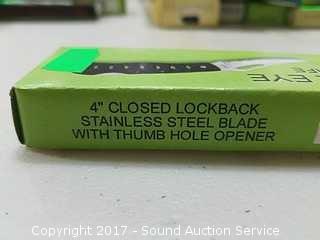 4" CLOSED LOCKBACK
STAINLESS STEEL BLADE
WITH THUMB HOLE OPENER
Copyright © 2017 - Sound Auction Service